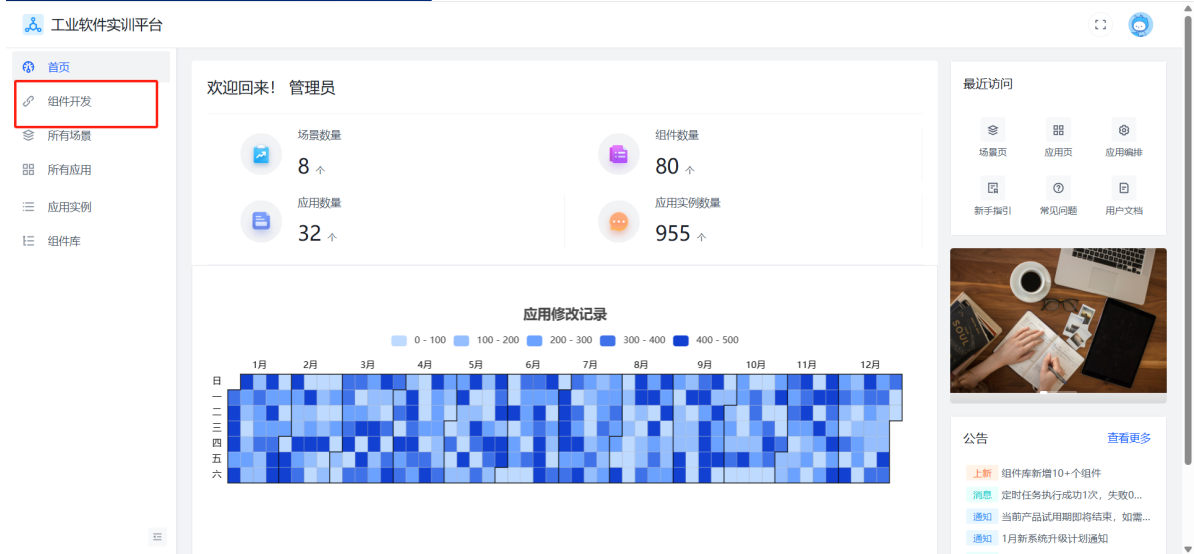 工业软件实训平台
首页
组件开发
所有场景
所有应用
应用实例
组件库
欢迎回来！ 管理员
场景数量
8 个
组件数量
80 个
应用数量
32 个
应用实例数量
955 个
应用修改记录
0 - 100 100 - 200 200 - 300 300 - 400 400 - 500
1月 2月 3月 4月 5月 6月 7月 8月 9月 10月 11月 12月
日
一
二
三
四
五
六
最近访问
场景页 应用页 应用编排
新手指引 常见问题 用户文档
SOUL
公告 查看更多
上新 组件库新增10+个组件
消息 定时任务执行成功1次，失败0...
通知 当前产品试用期即将结束，如需...
通知 1月新系统升级计划通知